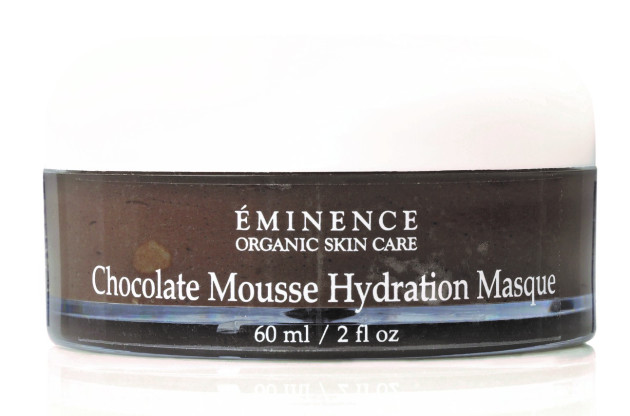 ÉMINENCE
ORGANIC SKIN CARE
Chocolate Mousse Hydration Masque
60 ml / 2 fl oz